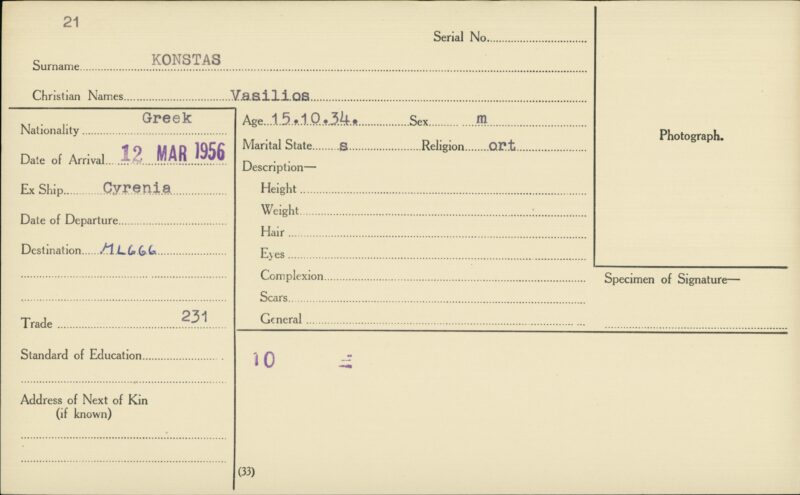 21
Serial No.
Surname KONSTAS
Christian Names Vasilios
Nationality Greek
Date of Arrival 12 MAR 1956
Ex Ship Cyrenia
Date of Departure
Destination ML666
Trade 231
Standard of Education
Address of Next of Kin
(if known)
Age 15.10.34. Sex m
Marital State s Religion ort
Description—
Height
Weight
Hair
Eyes
Complexion
Scars
General
10
(33)
Photograph.
Specimen of Signature—